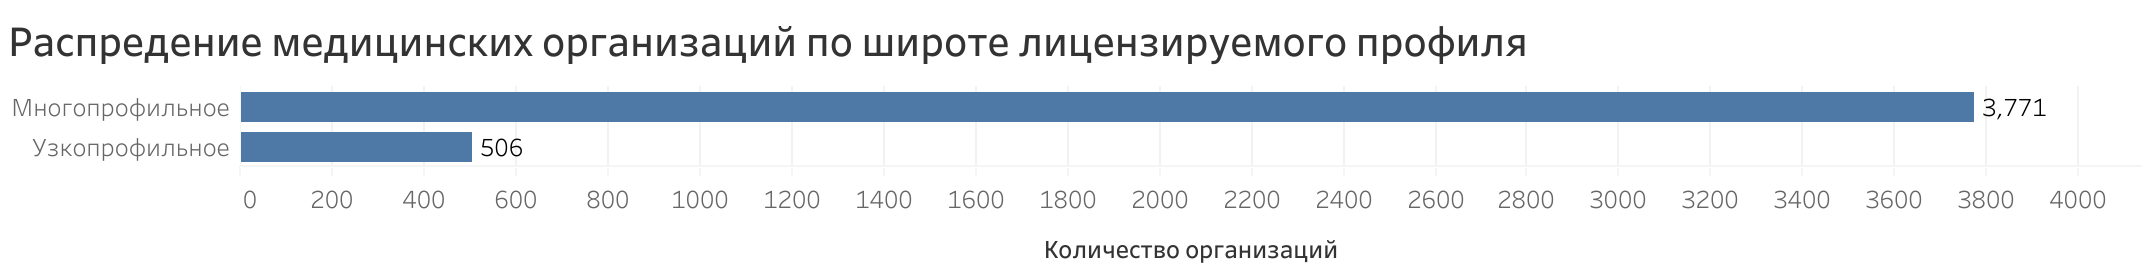 Распредение медицинских организаций по широте лицензируемого профиля
Многопрофильное 3,771
Узкопрофильное 506
0 200 400 600 800 1000 1200 1400 1600 1800 2000 2200 2400 2600 2800 3000 3200 3400 3600 3800 4000
Количество организаций